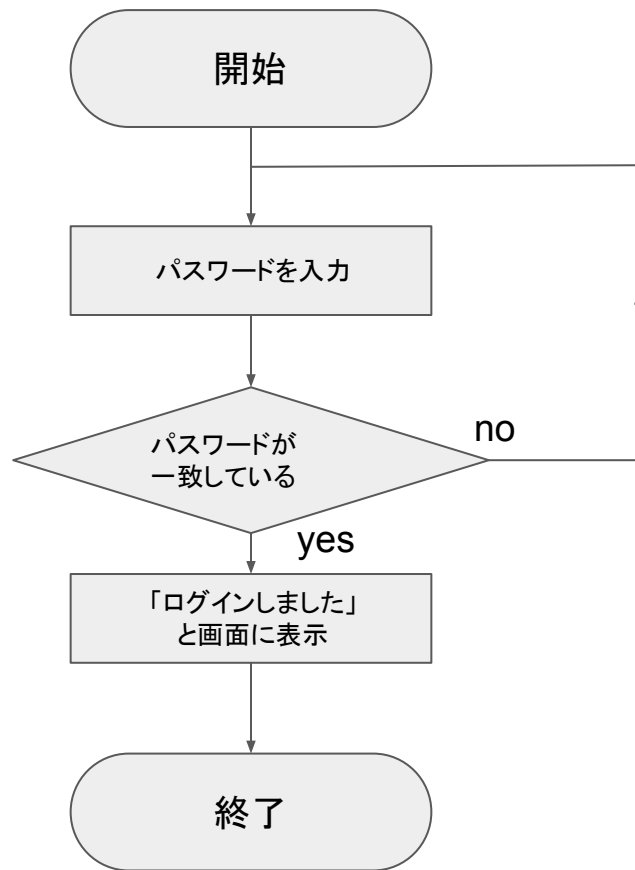 開始
パスワードを入力
パスワードが
一致している
no
yes
「ログインしました」
と画面に表示
終了